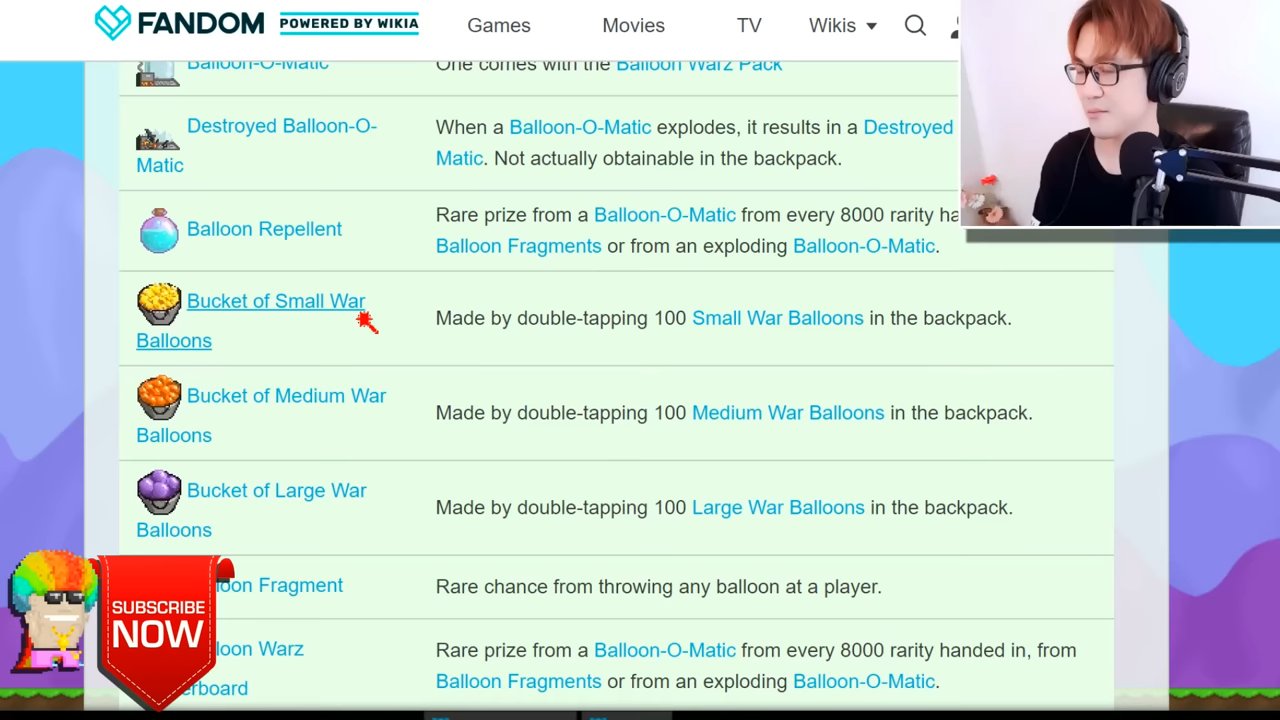 FANDOM POWERED BY WIKIA Games Movies TV Wikis
Balloon-O-Matic One comes with the Balloon Warz Pack
Destroyed Balloon-O-
Matic
When a Balloon-O-Matic explodes, it results in a Destroyed
Matic. Not actually obtainable in the backpack.
Balloon Repellent
Rare prize from a Balloon-O-Matic from every 8000 rarity ha
Balloon Fragments or from an exploding Balloon-O-Matic.
Bucket of Small War
Balloons
Made by double-tapping 100 Small War Balloons in the backpack.
Bucket of Medium War
Balloons
Made by double-tapping 100 Medium War Balloons in the backpack.
Bucket of Large War
Balloons
Made by double-tapping 100 Large War Balloons in the backpack.
loon Fragment
Rare chance from throwing any balloon at a player.
loon Warz
erboard
Rare prize from a Balloon-O-Matic from every 8000 rarity handed in, from
Balloon Fragments or from an exploding Balloon-O-Matic.
SUBSCRIBE
NOW